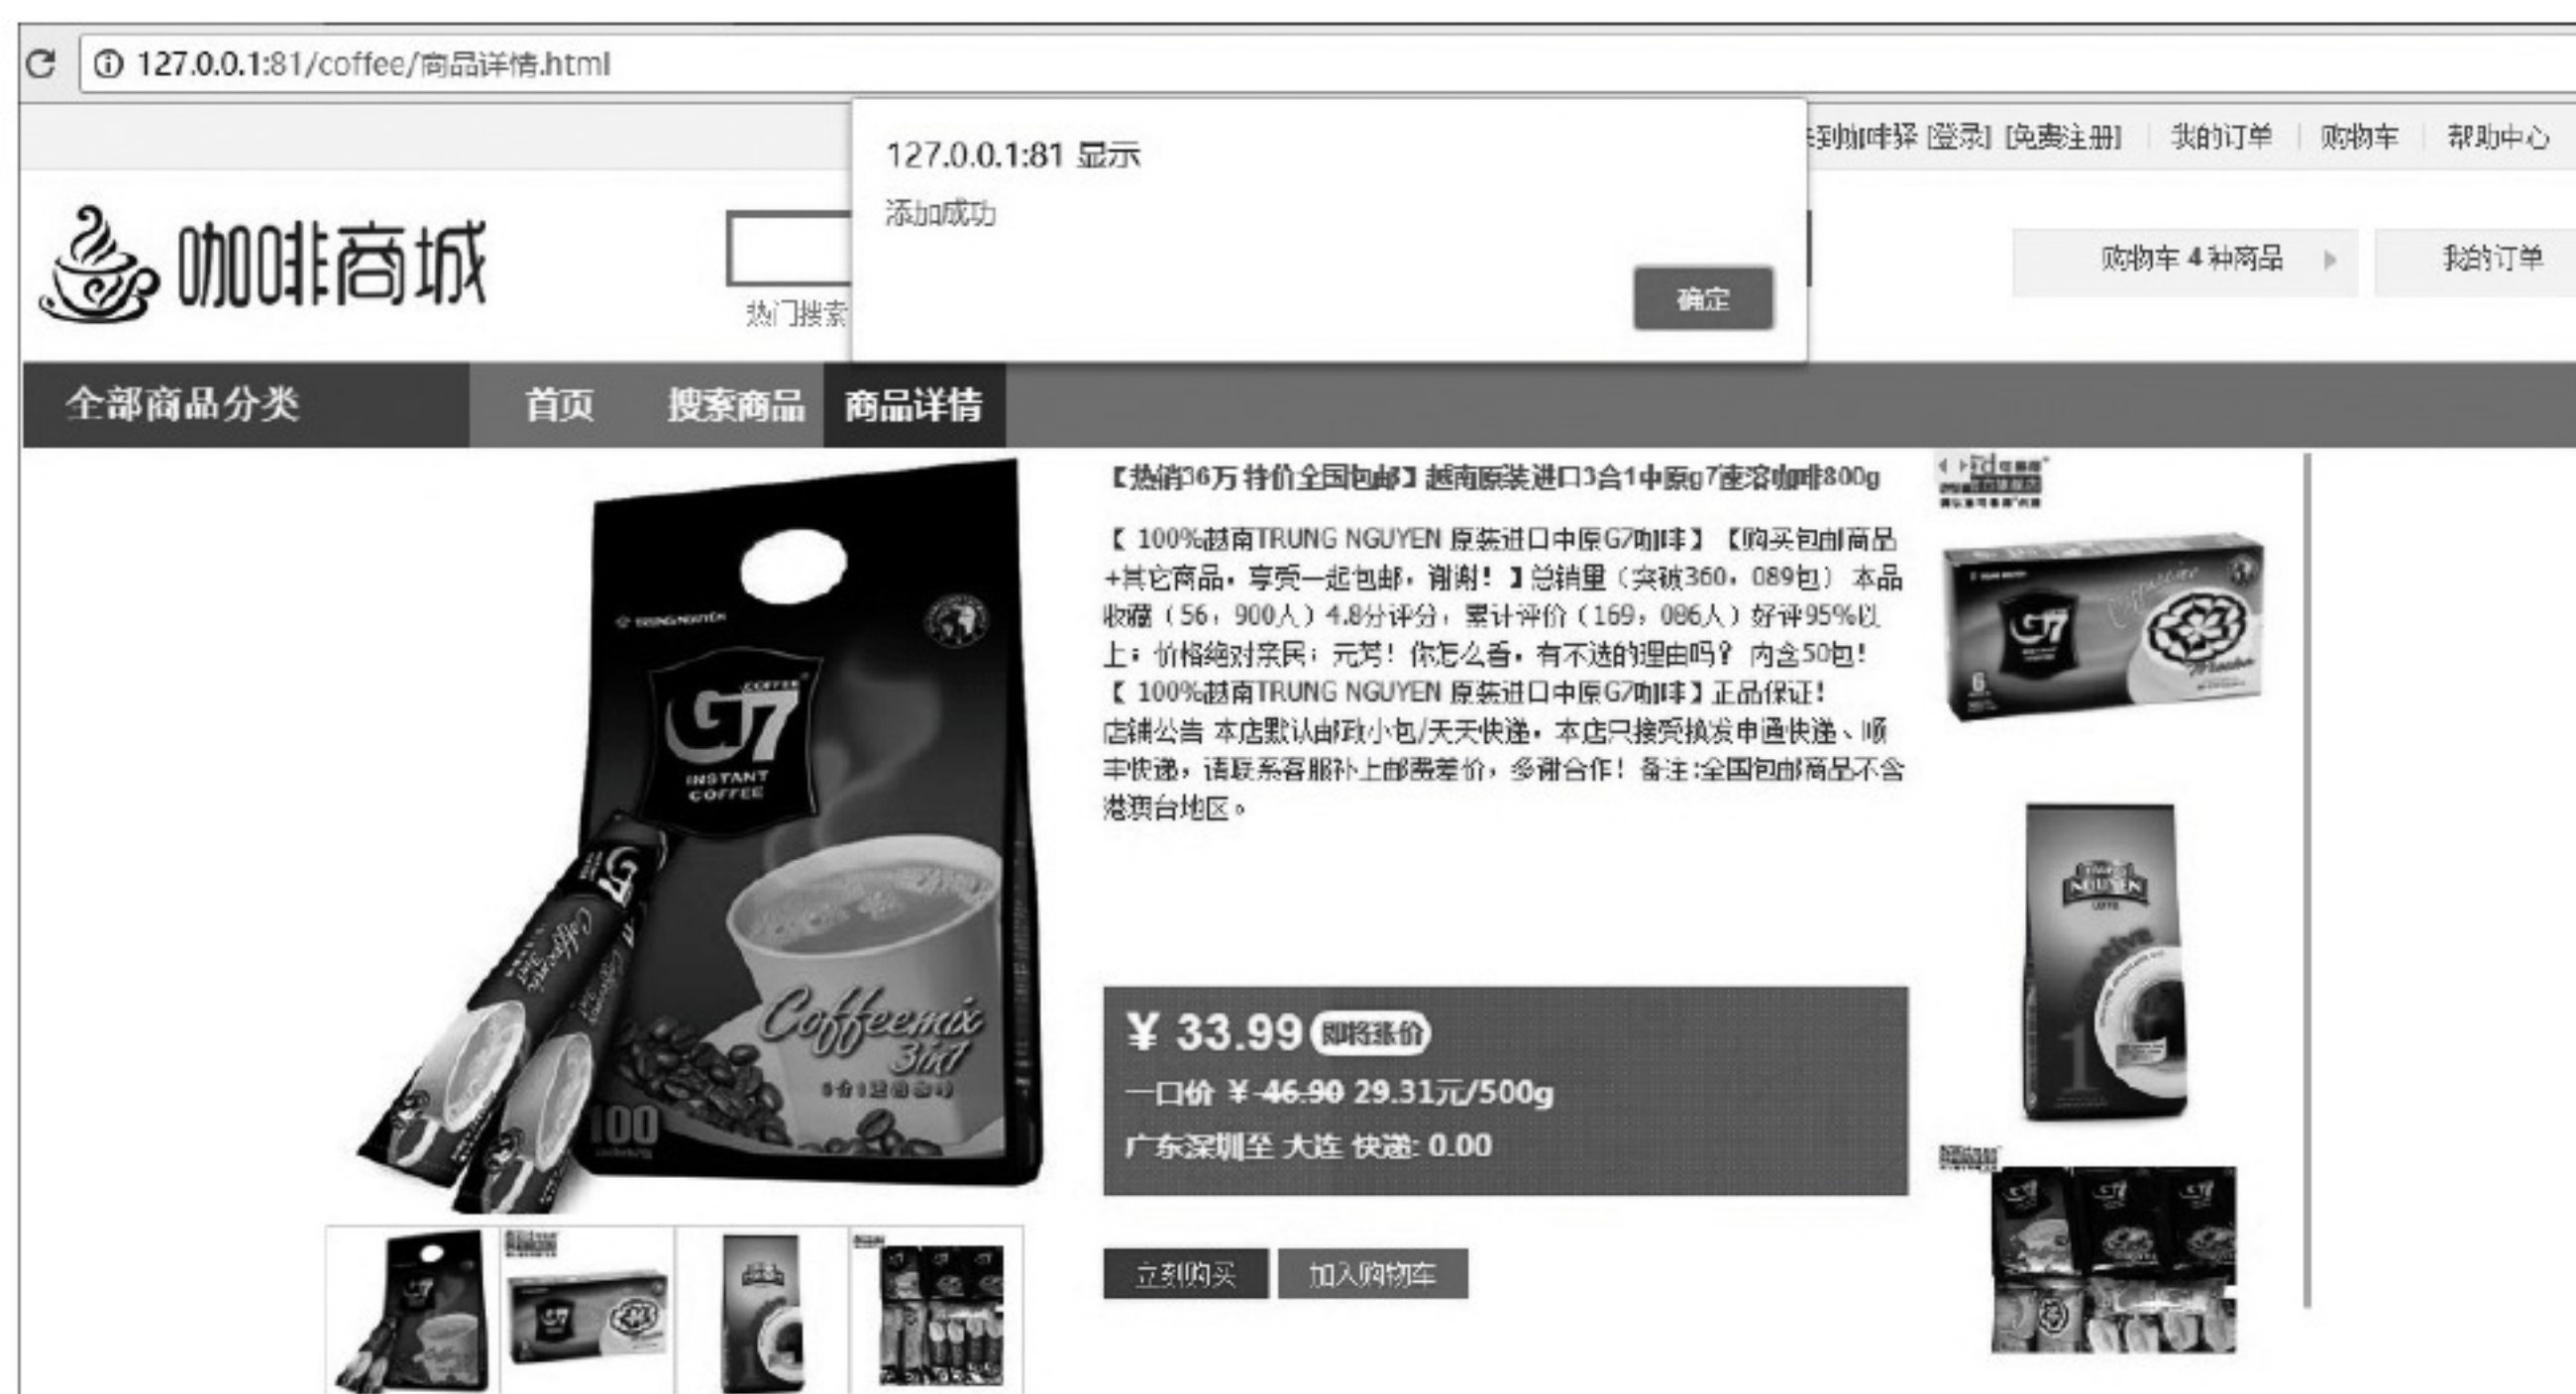 127.0.0.1:81/coffee/商品详情.html
到咖啡驿 [登录] [免费注册] 我的订单 购物车 帮助中心
127.0.0.1:81 显示
添加成功
确定
咖啡商城
热门搜索
购物车 4 种商品
我的订单
全部商品分类 首页 搜索商品 商品详情
【热销36万 特价全国包邮】越南原装进口3合1中原g7速溶咖啡800g
【 100%越南TRUNG NGUYEN 原装进口中原G7咖啡】【购买包邮商品
+其它商品，享受一起包邮，谢谢！】总销量（突破360，089包） 本品
收藏（56，900人）4.8分评分，累计评价（169，086人）好评95%以
上；价格绝对亲民；元芳！你怎么看，有不选的理由吗？ 内含50包！
【 100%越南TRUNG NGUYEN 原装进口中原G7咖啡】正品保证！
店铺公告 本店默认邮政小包/天天快递，本店只接受换发申通快递、顺
丰快递，请联系客服补上邮费差价，多谢合作！备注:全国包邮商品不含
港澳台地区。
¥ 33.99 即将涨价
一口价 ¥ 46.90 29.31元/500g
广东深圳至 大连 快递: 0.00
立刻购买 加入购物车
TRUNG NGUYEN
COFFEE
G7
INSTANT
COFFEE
Coffeemix
3in1
100
G7
Cappuccino
Mocha
6
NGUYEN
1